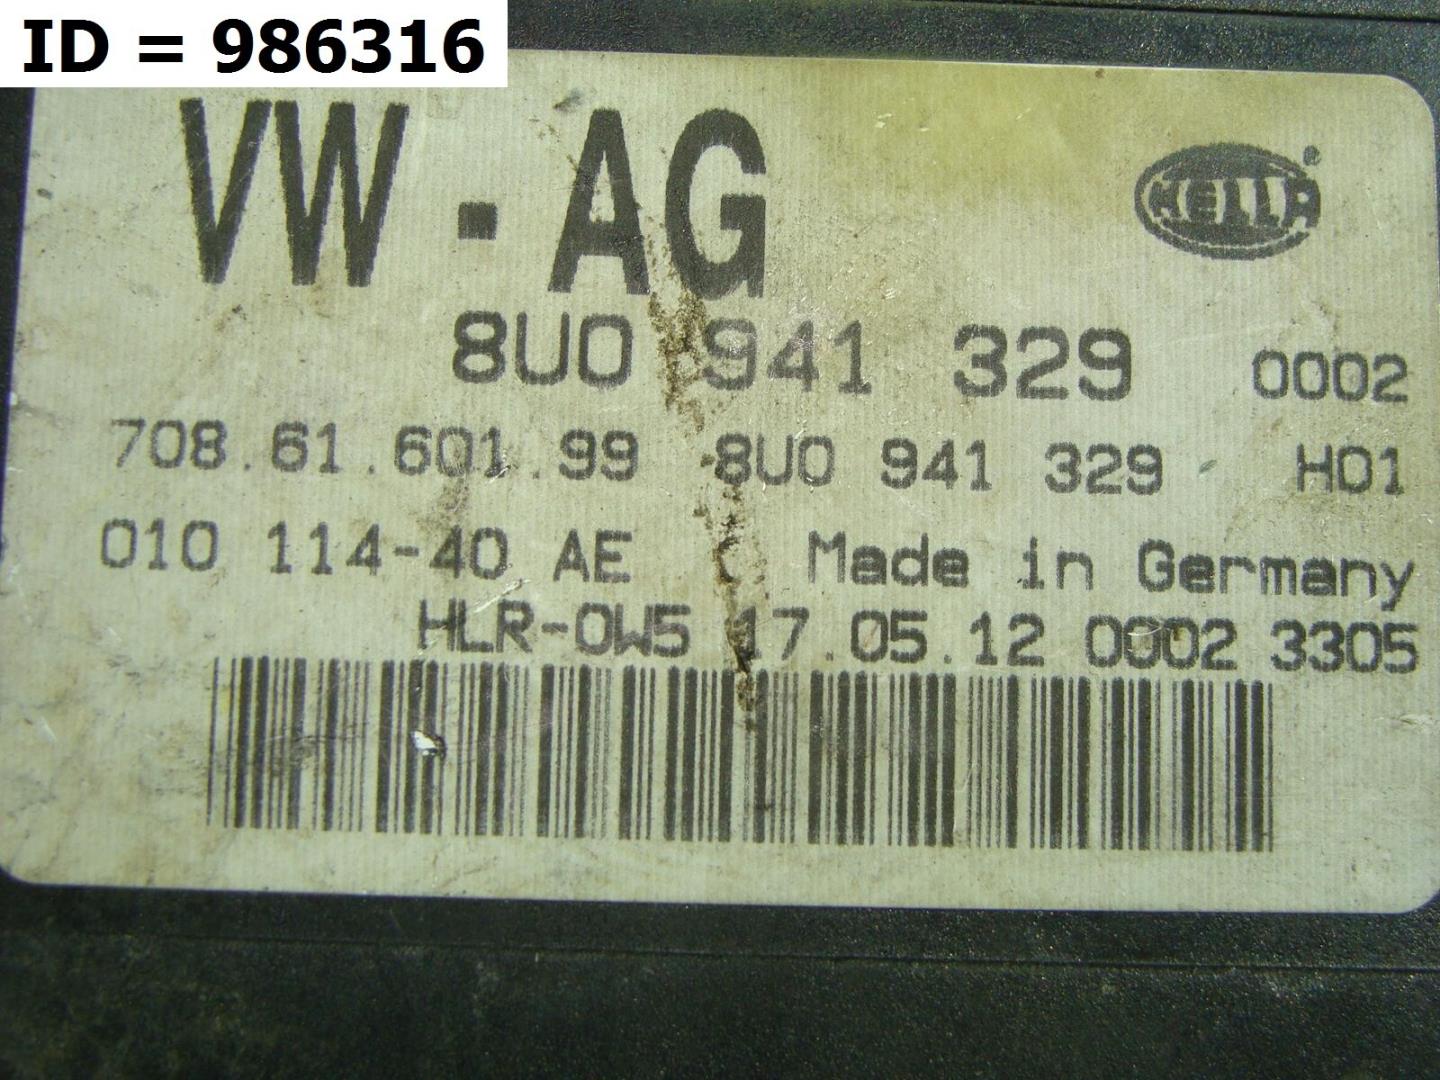 ID = 986316
VW-AG
HELLA
8U0 941 329 0002
708.61.601.99 8U0 941 329 H01
010 114-40 AE Made in Germany
HLR-0W5 17.05.12 0002 3305